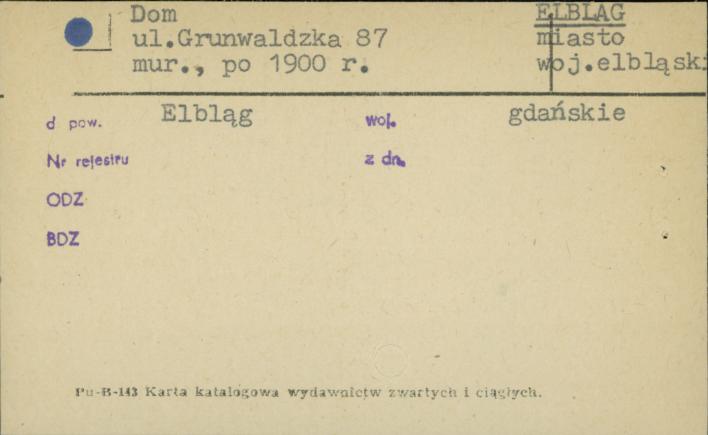 Dom
ul.Grunwaldzka 87
mur., po 1900 r.
ELBLĄG
miasto
woj.elbląski
d pow. Elbląg woj. gdańskie
Nr rejestru z dn.
ODZ
BDZ
Pu-B-143 Karta katalogowa wydawnictw zwartych i ciągłych.